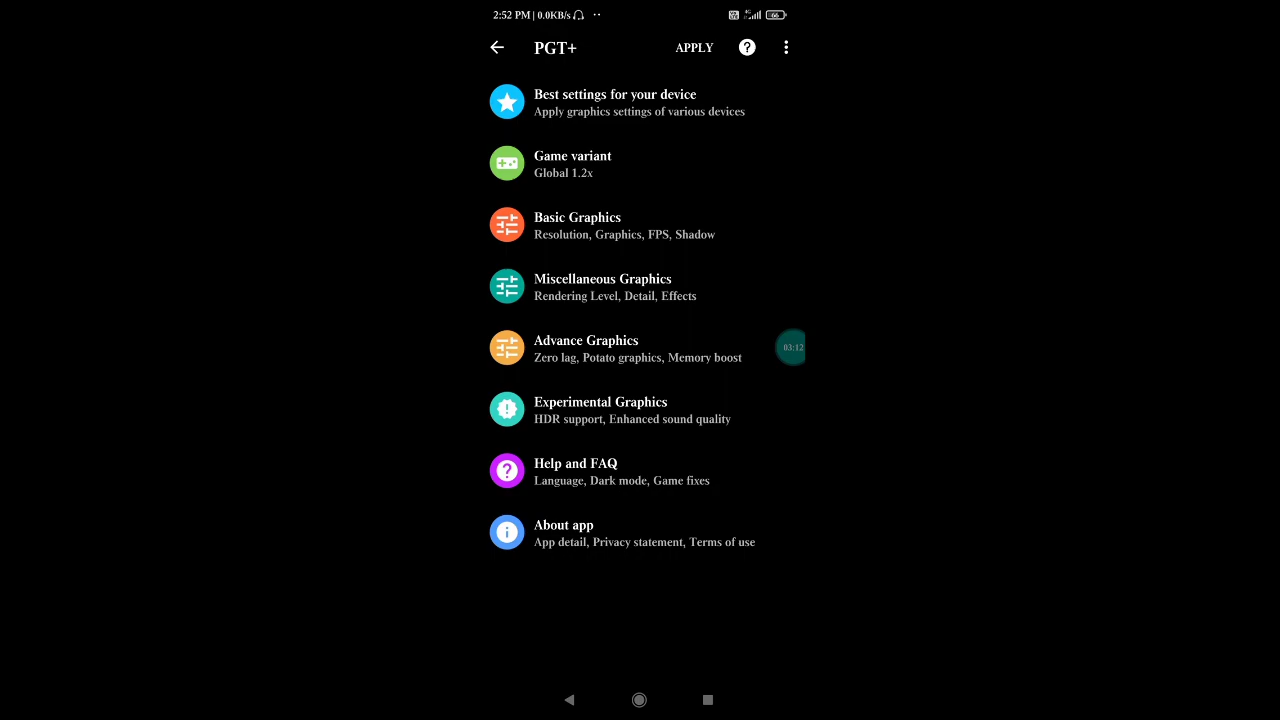 2:52 PM | 0.0KB/s
66
PGT+
APPLY
Best settings for your device
Apply graphics settings of various devices
Game variant
Global 1.2x
Basic Graphics
Resolution, Graphics, FPS, Shadow
Miscellaneous Graphics
Rendering Level, Detail, Effects
Advance Graphics
Zero lag, Potato graphics, Memory boost
03:12
Experimental Graphics
HDR support, Enhanced sound quality
Help and FAQ
Language, Dark mode, Game fixes
About app
App detail, Privacy statement, Terms of use